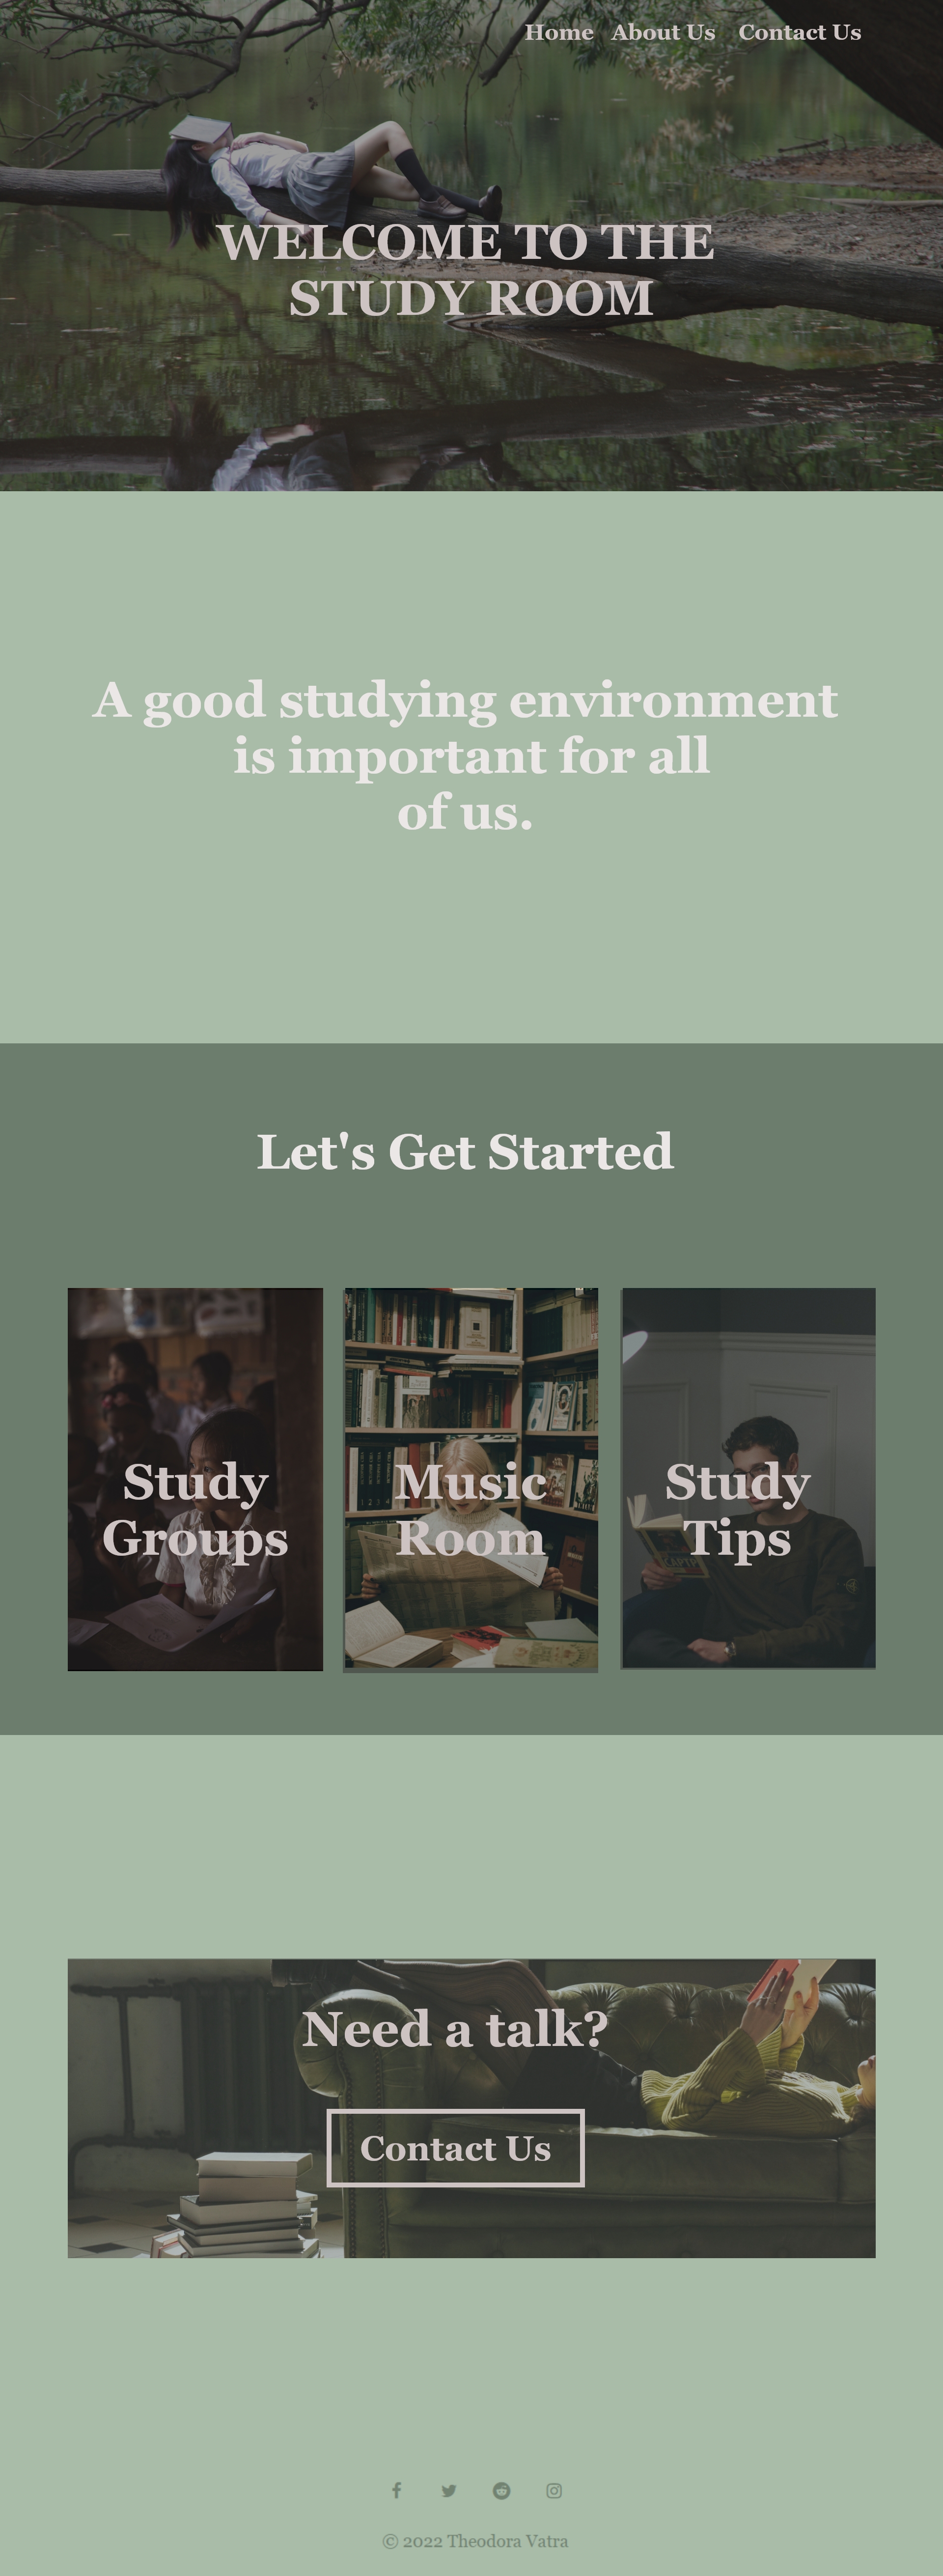 Home About Us Contact Us
WELCOME TO THE
STUDY ROOM
A good studying environment
is important for all
of us.
Let's Get Started
Study
Groups
Music
Room
Study
Tips
Need a talk?
Contact Us
© 2022 Theodora Vatra